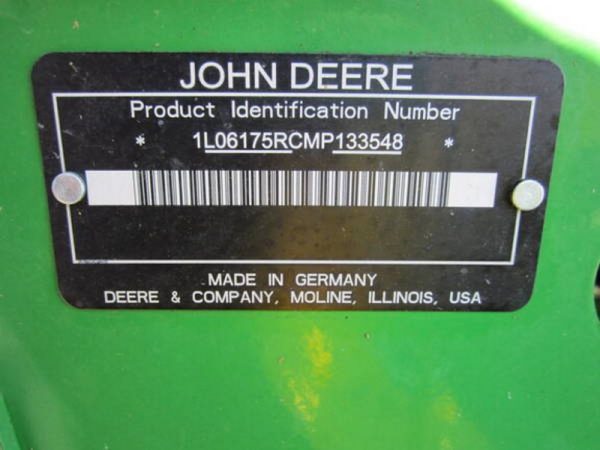 JOHN DEERE
Product Identification Number
* 1L06175RCMP133548 *
MADE IN GERMANY
DEERE & COMPANY, MOLINE, ILLINOIS, USA